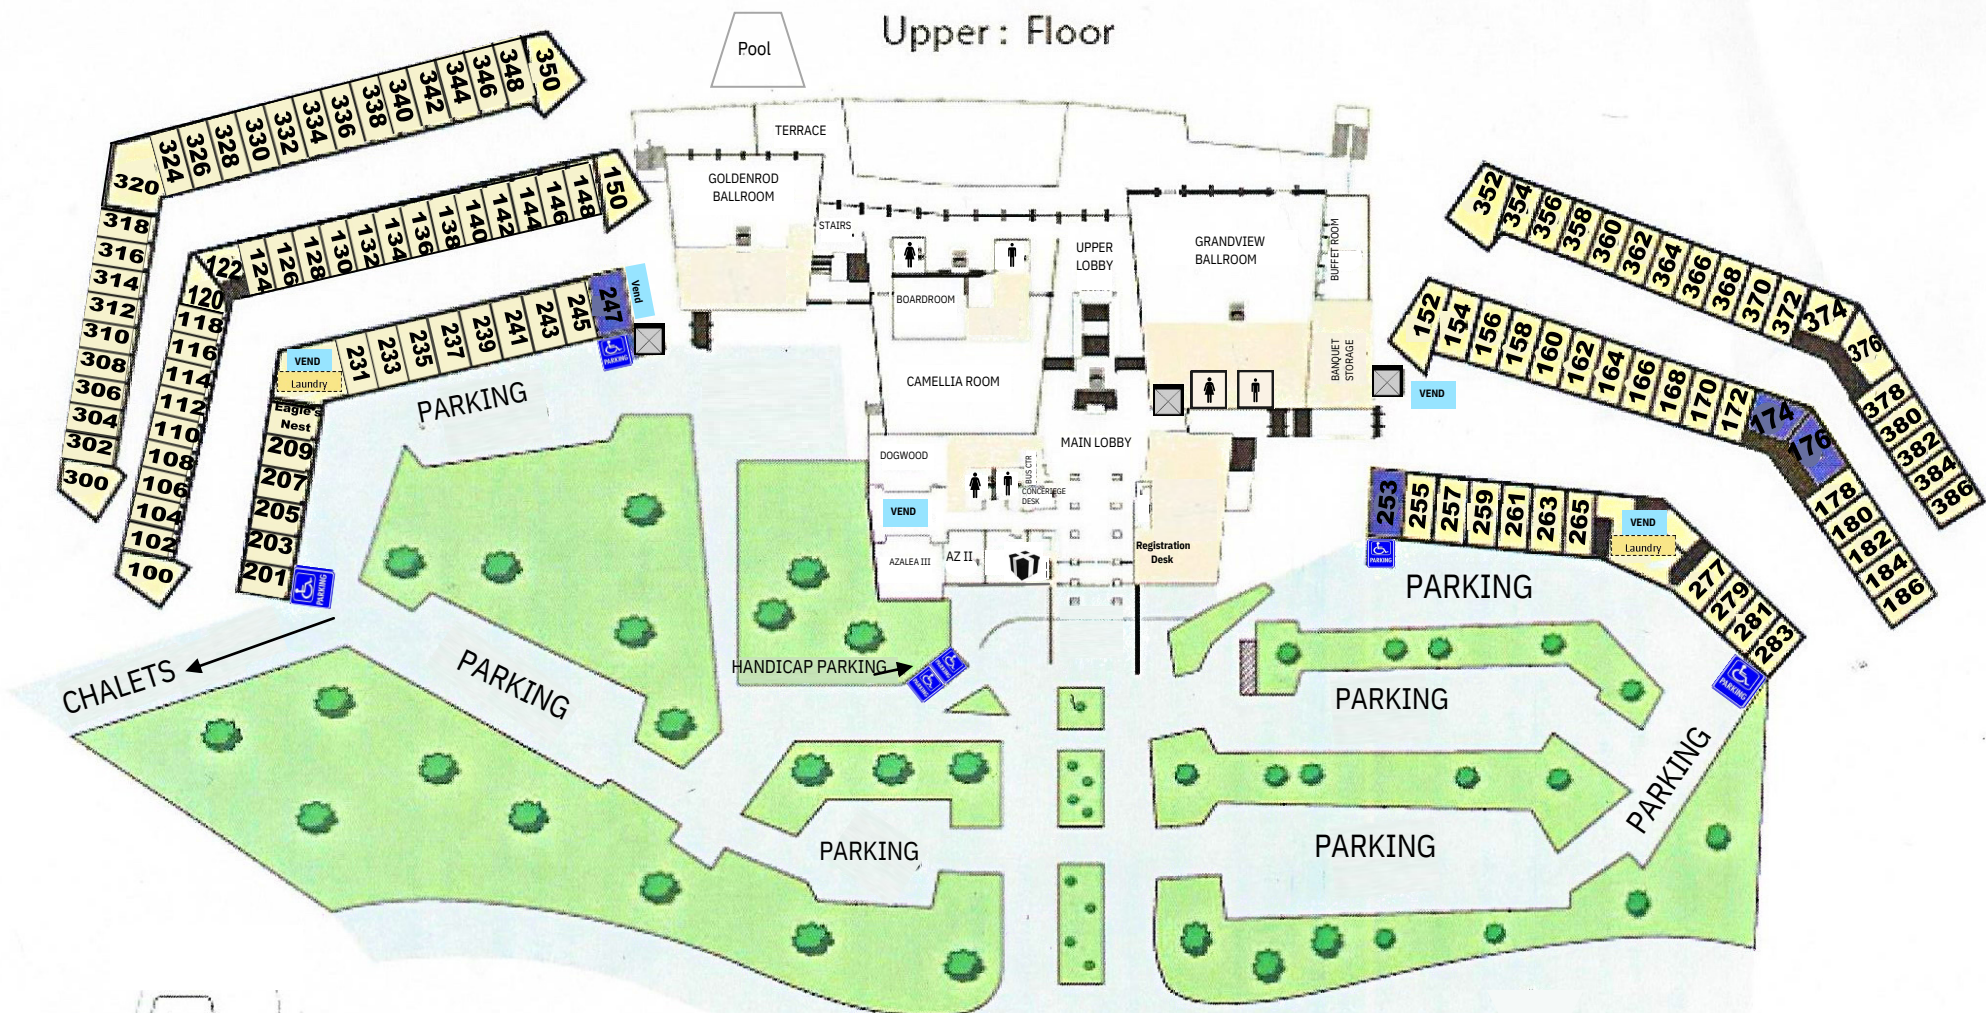 Upper : Floor
Pool
TERRACE
GOLDENROD
BALLROOM
STAIRS
BOARDROOM
CAMELLIA ROOM
UPPER
LOBBY
GRANDVIEW
BALLROOM
BUFFET ROOM
BANQUET
STORAGE
MAIN LOBBY
DOGWOOD
BUS CTR
CONCERIEGE
DESK
VEND
AZALEA III
AZ II
Registration
Desk
HANDICAP PARKING
320
324
326
328
330
332
334
336
338
340
342
344
346
348
350
318
316
314
312
310
308
306
304
302
300
122
124
126
128
130
132
134
136
138
140
142
144
146
148
150
120
118
116
114
112
110
108
106
104
102
100
VEND
Laundry
231
233
235
237
239
241
243
245
247
Vend
PARKING
Eagle's
Nest
209
207
205
203
201
PARKING
PARKING
CHALETS
PARKING
PARKING
PARKING
PARKING
352
354
356
358
360
362
364
366
368
370
372
374
376
378
380
382
384
386
152
154
156
158
160
162
164
166
168
170
172
174
176
178
180
182
184
186
VEND
253
255
257
259
261
263
265
VEND
Laundry
277
279
281
283
PARKING
PARKING
PARKING
PARKING
PARKING
PARKING
PARKING